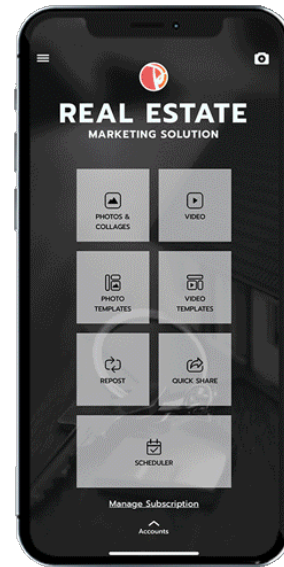 REAL ESTATE
MARKETING SOLUTION
PHOTOS &
COLLAGES
VIDEO
PHOTO
TEMPLATES
VIDEO
TEMPLATES
REPOST
QUICK SHARE
SCHEDULER
Manage Subscription
Accounts